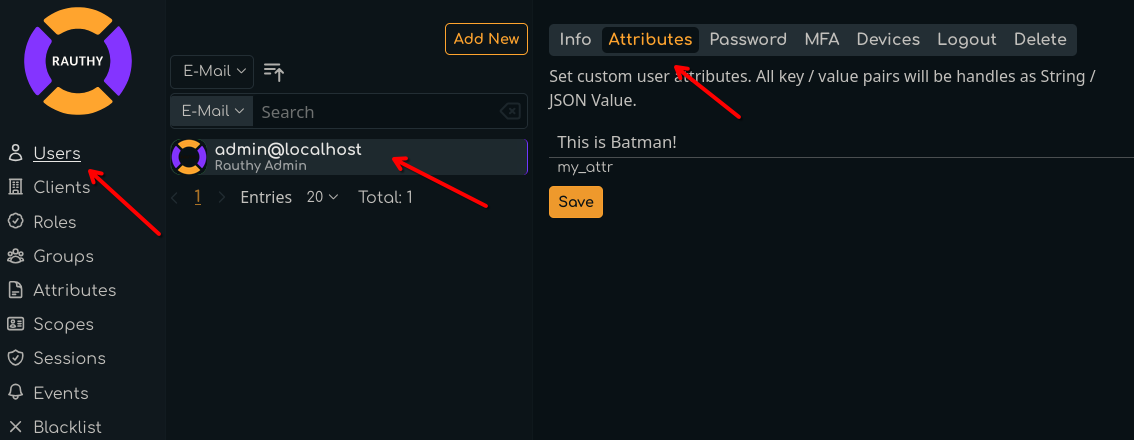 RAUTHY
Users
Clients
Roles
Groups
Attributes
Scopes
Sessions
Events
Blacklist
Add New
E-Mail
E-Mail Search
admin@localhost
Rauthy Admin
1 Entries 20 Total: 1
Info Attributes Password MFA Devices Logout Delete
Set custom user attributes. All key / value pairs will be handles as String /
JSON Value.
This is Batman!
my_attr
Save